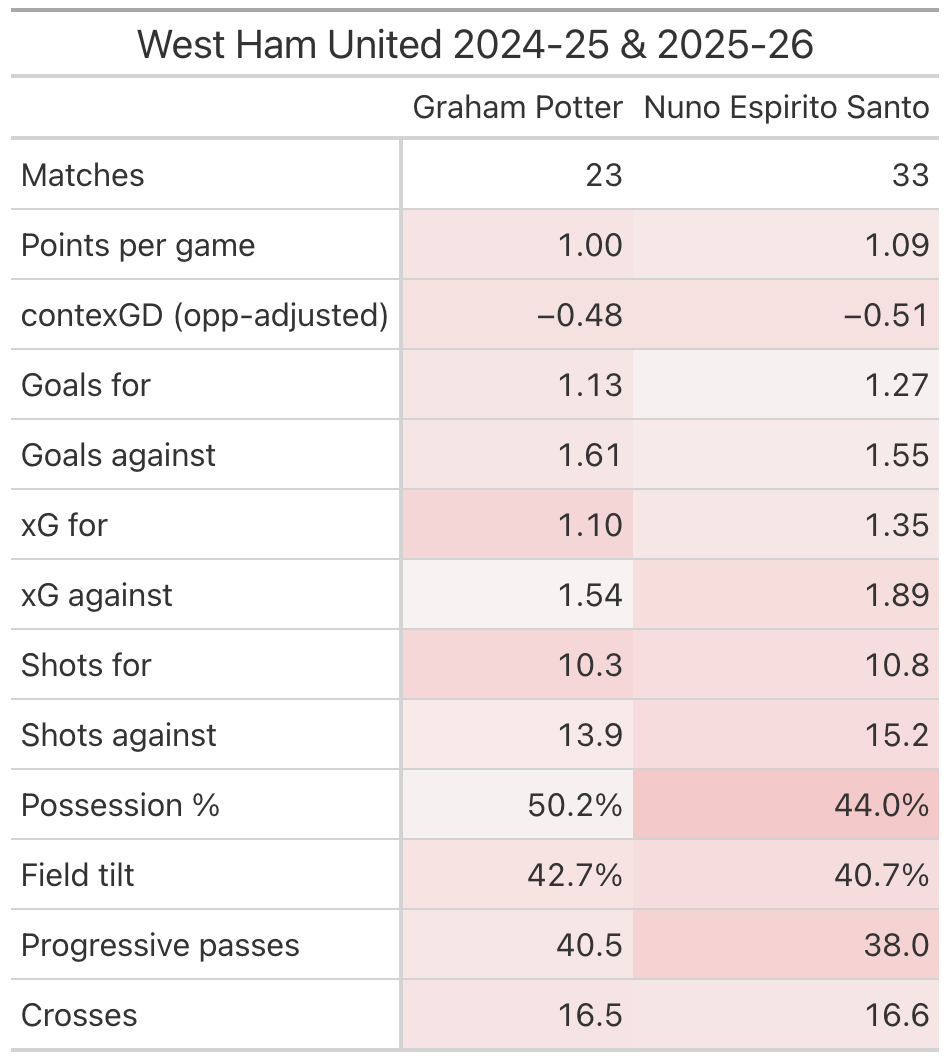 West Ham United 2024-25 & 2025-26
Graham Potter Nuno Espirito Santo
Matches 23 33
Points per game 1.00 1.09
contexGD (opp-adjusted) −0.48 −0.51
Goals for 1.13 1.27
Goals against 1.61 1.55
xG for 1.10 1.35
xG against 1.54 1.89
Shots for 10.3 10.8
Shots against 13.9 15.2
Possession % 50.2% 44.0%
Field tilt 42.7% 40.7%
Progressive passes 40.5 38.0
Crosses 16.5 16.6